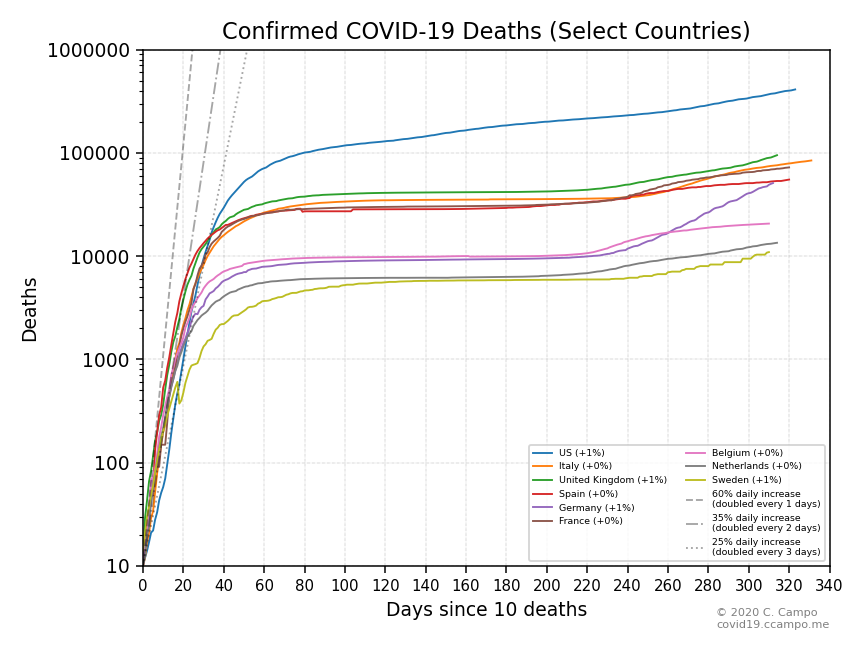 Confirmed COVID-19 Deaths (Select Countries)
1000000
100000
10000
1000
100
10
Deaths
0 20 40 60 80 100 120 140 160 180 200 220 240 260 280 300 320 340
Days since 10 deaths
US (+1%)
Italy (+0%)
United Kingdom (+1%)
Spain (+0%)
Germany (+1%)
France (+0%)
Belgium (+0%)
Netherlands (+0%)
Sweden (+1%)
60% daily increase
(doubled every 1 days)
35% daily increase
(doubled every 2 days)
25% daily increase
(doubled every 3 days)
© 2020 C. Campo
covid19.ccampo.me